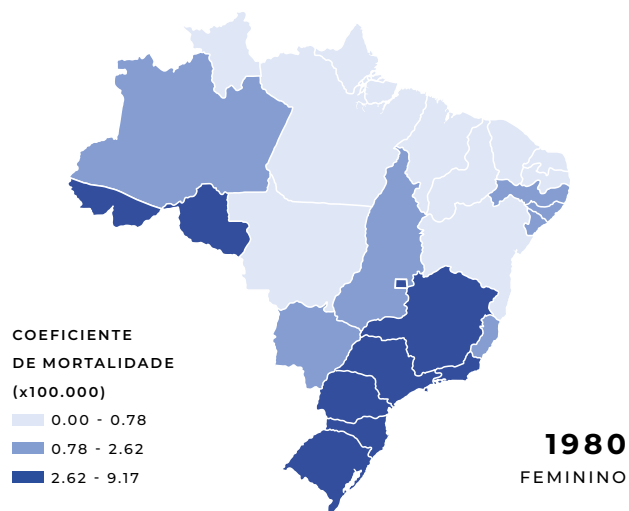 COEFICIENTE
DE MORTALIDADE
(x100.000)
0.00 - 0.78
0.78 - 2.62
2.62 - 9.17
1980
FEMININO